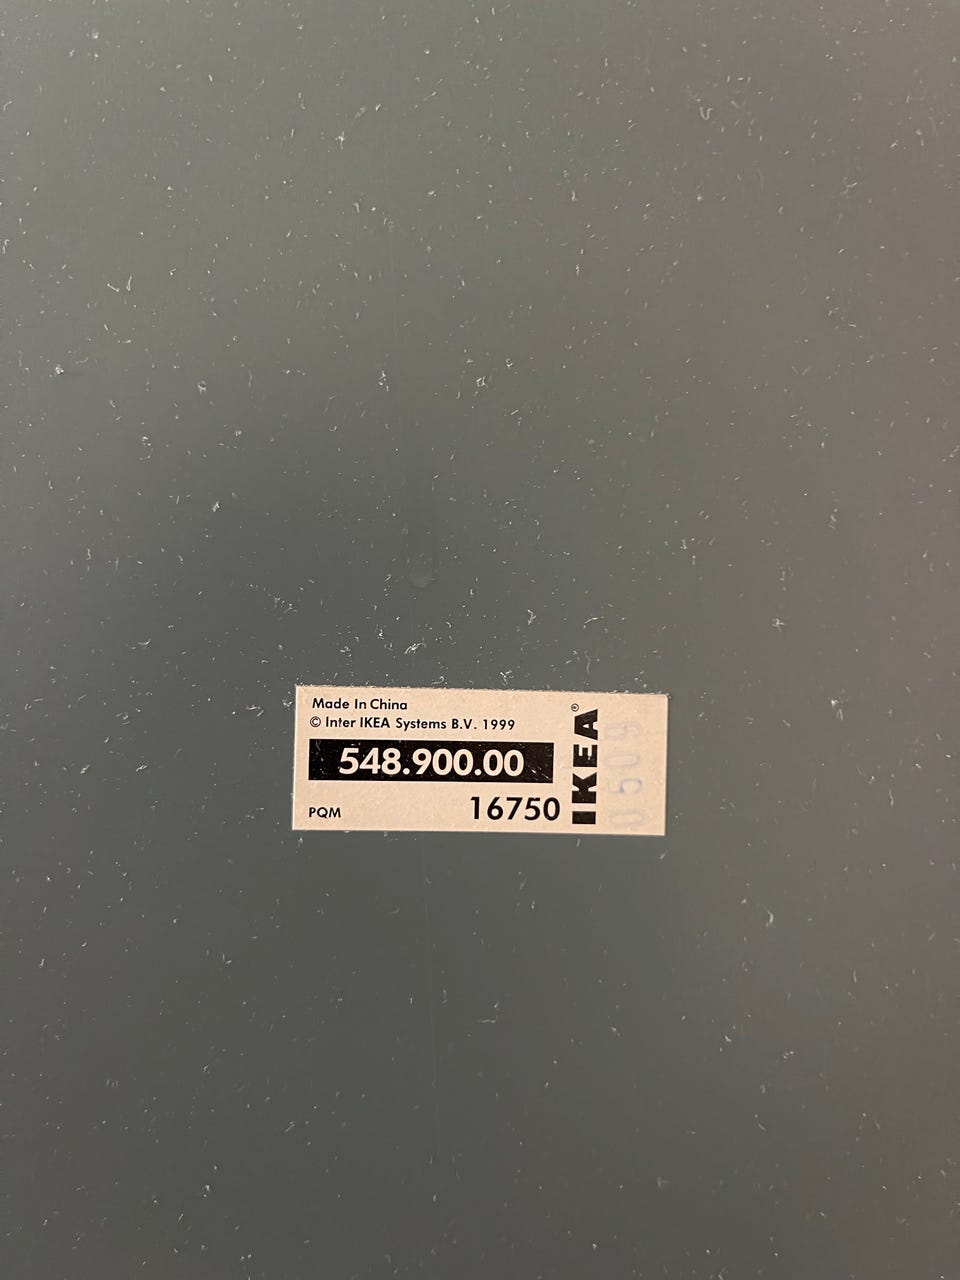 Made In China
© Inter IKEA Systems B.V. 1999
548.900.00
PQM 16750
IKEA®
0509